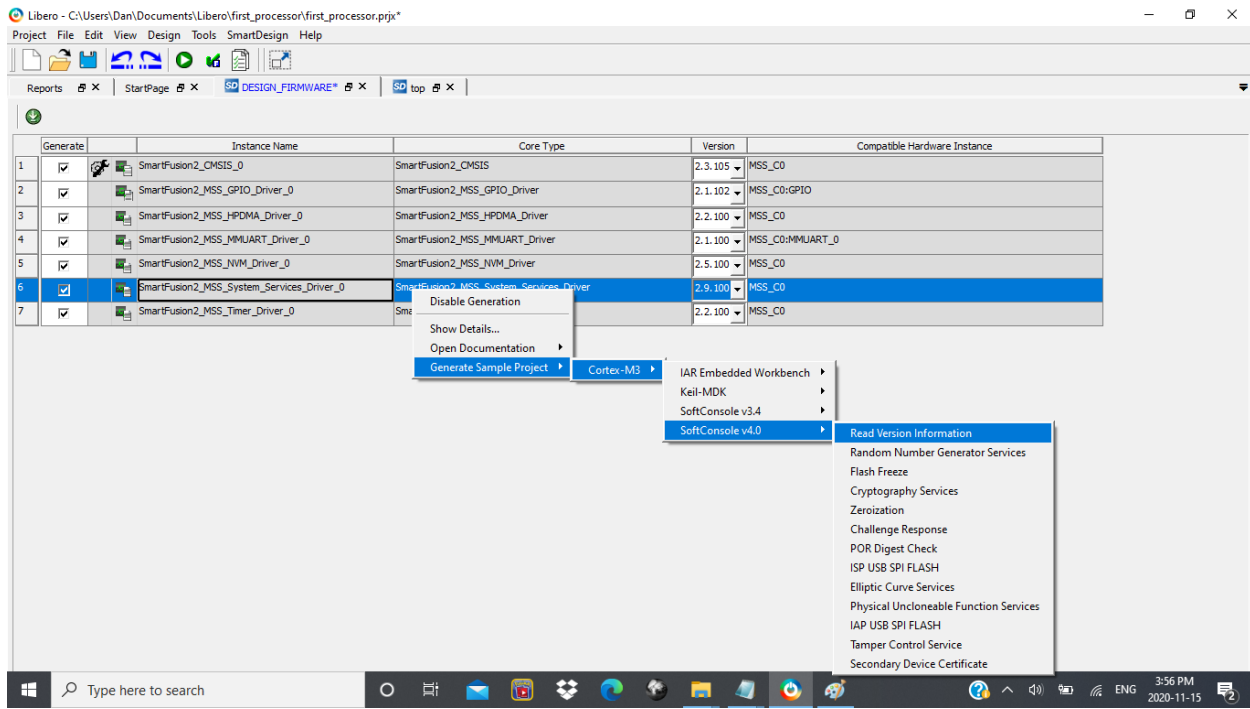 Libero - C:\Users\Dan\Documents\Libero\first_processor\first_processor.prjx*
Project File Edit View Design Tools SmartDesign Help
Reports StartPage SD DESIGN_FIRMWARE* SD top
Generate Instance Name Core Type Version Compatible Hardware Instance
1 SmartFusion2_CMSIS_0 SmartFusion2_CMSIS 2.3.105 MSS_C0
2 SmartFusion2_MSS_GPIO_Driver_0 SmartFusion2_MSS_GPIO_Driver 2.1.102 MSS_C0:GPIO
3 SmartFusion2_MSS_HPDMA_Driver_0 SmartFusion2_MSS_HPDMA_Driver 2.2.100 MSS_C0
4 SmartFusion2_MSS_MMUART_Driver_0 SmartFusion2_MSS_MMUART_Driver 2.1.100 MSS_C0:MMUART_0
5 SmartFusion2_MSS_NVM_Driver_0 SmartFusion2_MSS_NVM_Driver 2.5.100 MSS_C0
6 SmartFusion2_MSS_System_Services_Driver_0 SmartFusion2_MSS_System_Services_Driver 2.9.100 MSS_C0
7 SmartFusion2_MSS_Timer_Driver_0 Sma 2.2.100 MSS_C0
Disable Generation
Show Details...
Open Documentation
Generate Sample Project
Cortex-M3
IAR Embedded Workbench
Keil-MDK
SoftConsole v3.4
SoftConsole v4.0
Read Version Information
Random Number Generator Services
Flash Freeze
Cryptography Services
Zeroization
Challenge Response
POR Digest Check
ISP USB SPI FLASH
Elliptic Curve Services
Physical Uncloneable Function Services
IAP USB SPI FLASH
Tamper Control Service
Secondary Device Certificate
Type here to search
ENG
3:56 PM
2020-11-15
2